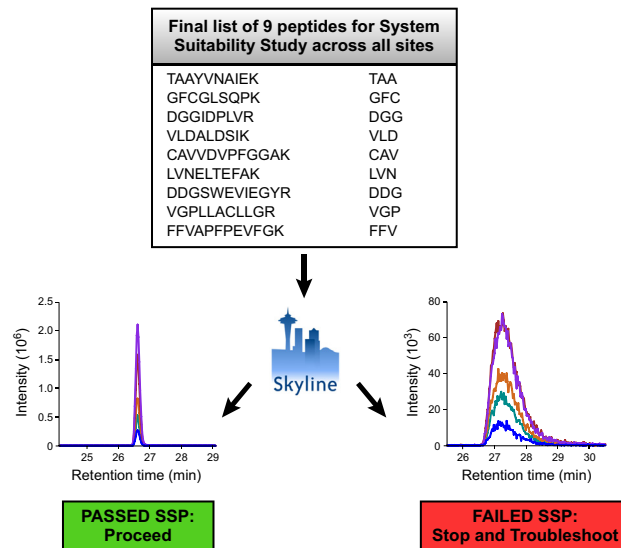 Final list of 9 peptides for System
Suitability Study across all sites
TAAYVNAIEK TAA
GFCGLSQPK GFC
DGGIDPLVR DGG
VLDALDSIK VLD
CAVVDVPFGGAK CAV
LVNELTEFAK LVN
DDGSWEVIEGYR DDG
VGPLLACLLGR VGP
FFVAPFPEVFGK FFV
2.5
2.0
1.5
1.0
0.5
0
Intensity (10⁶)
25 26 27 28 29
Retention time (min)
Skyline
80
60
40
20
0
Intensity (10³)
26 27 28 29 30
Retention time (min)
PASSED SSP:
Proceed
FAILED SSP:
Stop and Troubleshoot